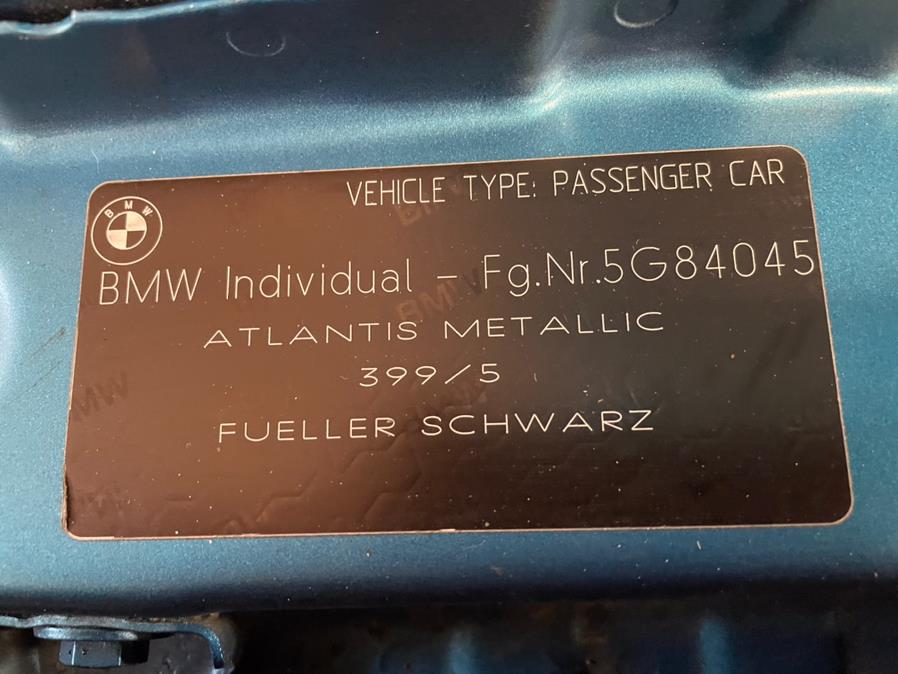 VEHICLE TYPE: PASSENGER CAR
BMW
BMW Individual - Fg.Nr.5G84045
ATLANTIS METALLIC
399/5
FUELLER SCHWARZ